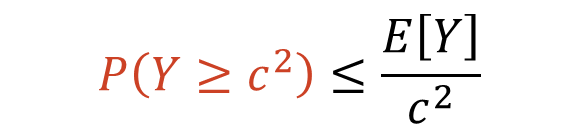 P(Y ≥ c²) ≤ E[Y] / c²